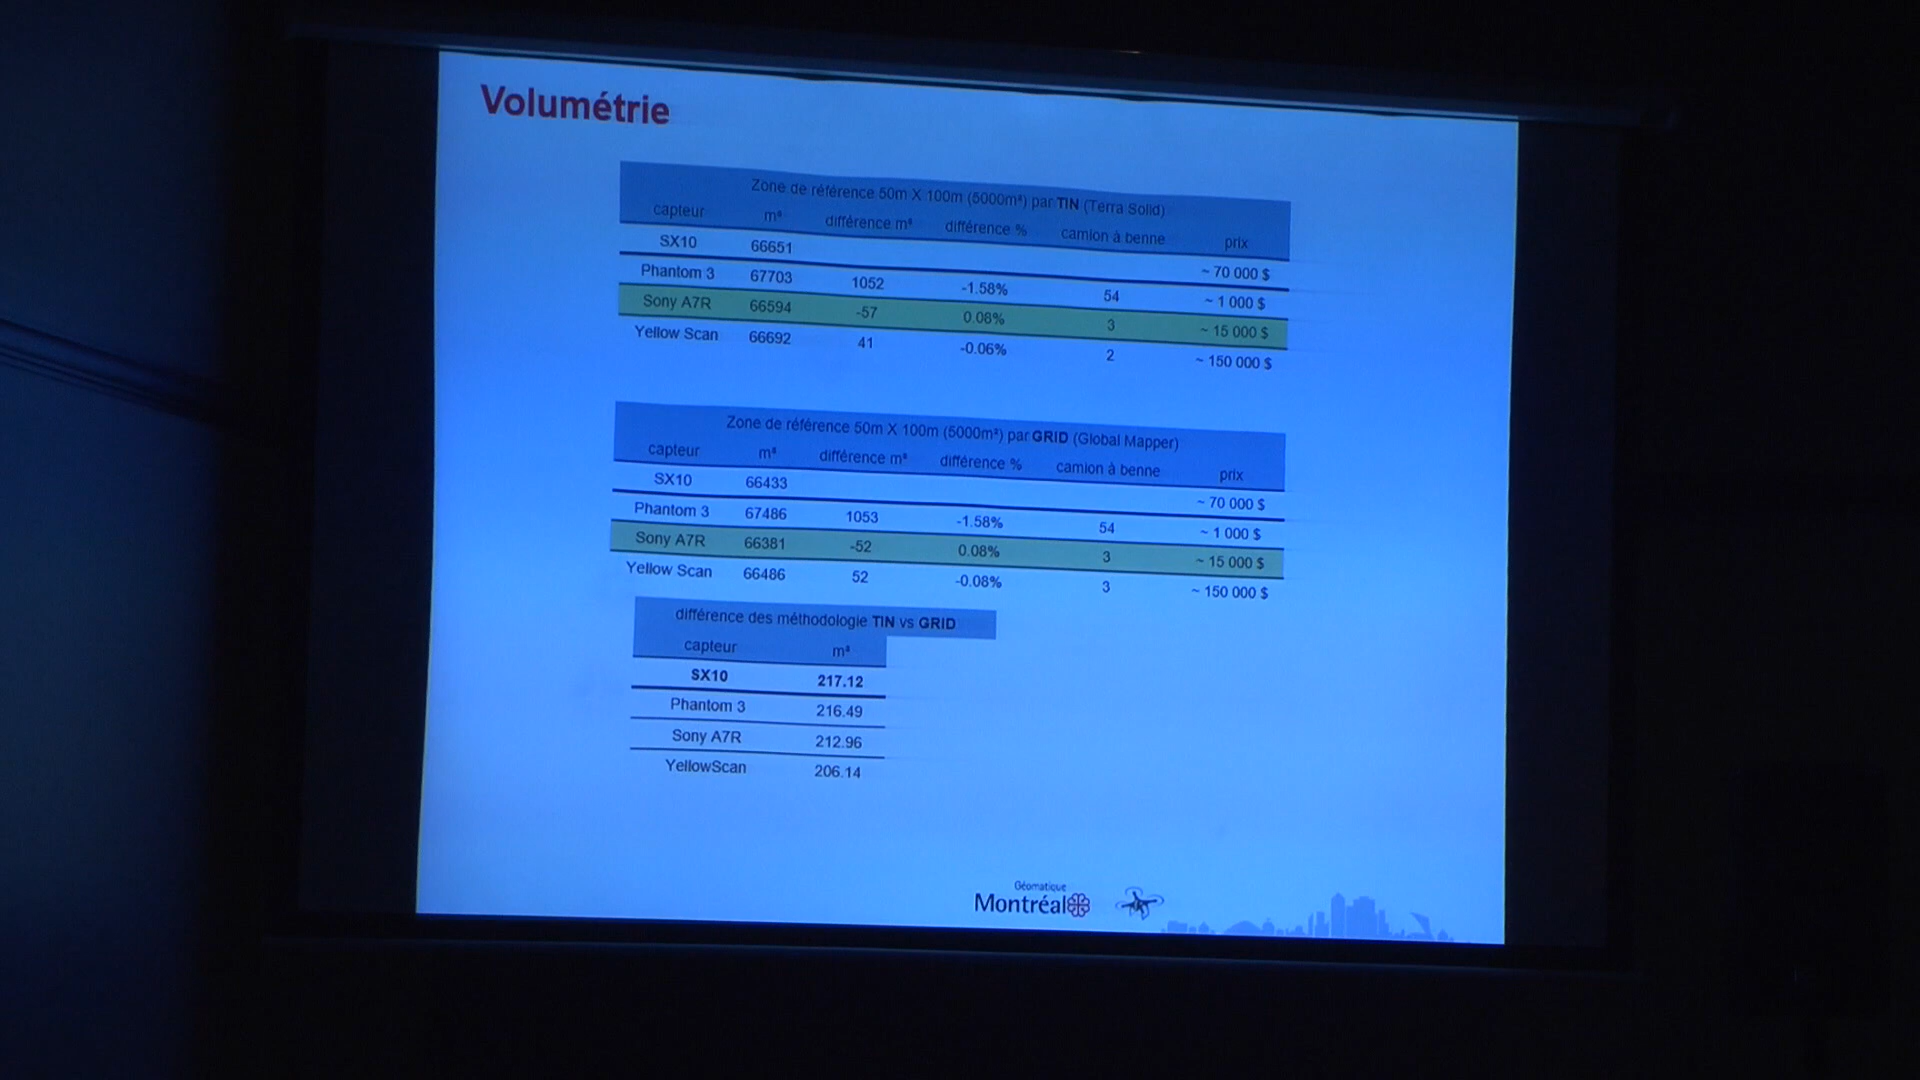 Volumétrie
Zone de référence 50m X 100m (5000m²) par TIN (Terra Solid)
capteur m³ différence m³ différence % camion à benne prix
SX10 66651 ~ 70 000 $
Phantom 3 67703 1052 -1.58% 54 ~ 1 000 $
Sony A7R 66594 -57 0.08% 3 ~ 15 000 $
Yellow Scan 66692 41 -0.06% 2 ~ 150 000 $
Zone de référence 50m X 100m (5000m²) par GRID (Global Mapper)
capteur m³ différence m³ différence % camion à benne prix
SX10 66433 ~ 70 000 $
Phantom 3 67486 1053 -1.58% 54 ~ 1 000 $
Sony A7R 66381 -52 0.08% 3 ~ 15 000 $
Yellow Scan 66486 52 -0.08% 3 ~ 150 000 $
différence des méthodologie TIN vs GRID
capteur m³
SX10 217.12
Phantom 3 216.49
Sony A7R 212.96
YellowScan 206.14
Géomatique
Montréal